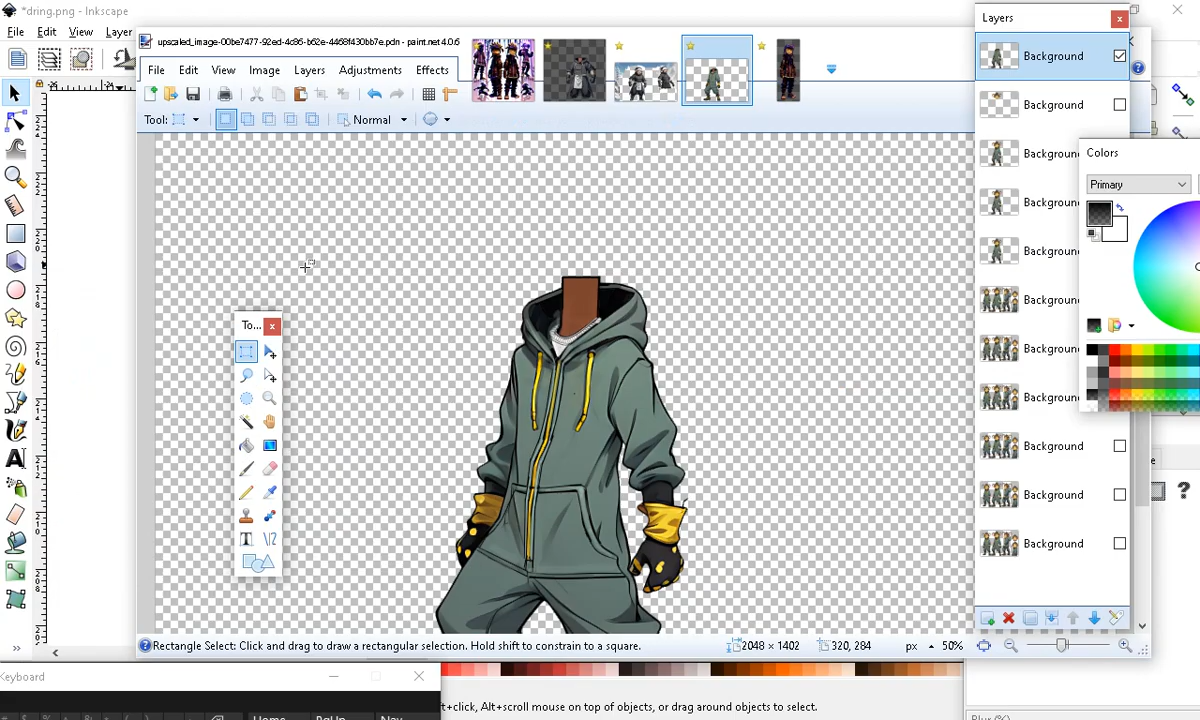 *dring.png - Inkscape
File Edit View Layer
upscaled_image-00be7477-92ed-4c86-b62e-4468f430bb7e.pdn - paint.net 4.0.6
File Edit View Image Layers Adjustments Effects
Tool: Normal
To...
Layers
Background
Background
Background
Background
Background
Background
Background
Background
Background
Background
Background
Colors
Primary
Rectangle Select: Click and drag to draw a rectangular selection. Hold shift to constrain to a square.
2048 × 1402 320, 284 px 50%
Keyboard
Home PgUp Nav
t+click, Alt+scroll mouse on top of objects, or drag around objects to select.
Blur (%)